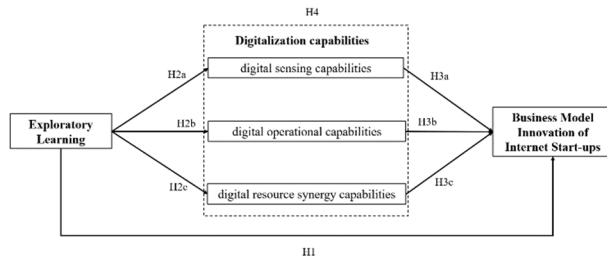 H4
Digitalization capabilities
digital sensing capabilities
H2a
H3a
Exploratory
Learning
H2b
digital operational capabilities
H3b
Business Model
Innovation of
Internet Start-ups
H2c
digital resource synergy capabilities
H3c
H1